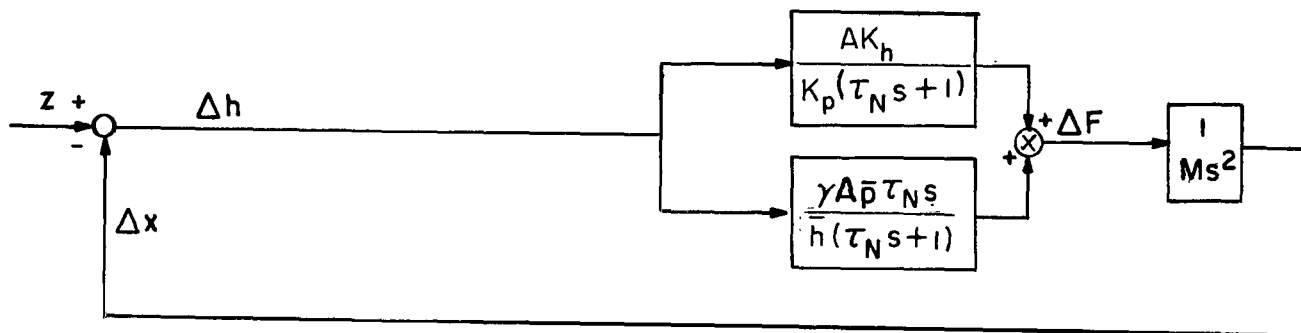 AK_h
K_p(τ_N s+1)
z +
-
Δh
+
+ ΔF
+
1
Ms²
γAp̄τ_N s
h̄(τ_N s+1)
Δx